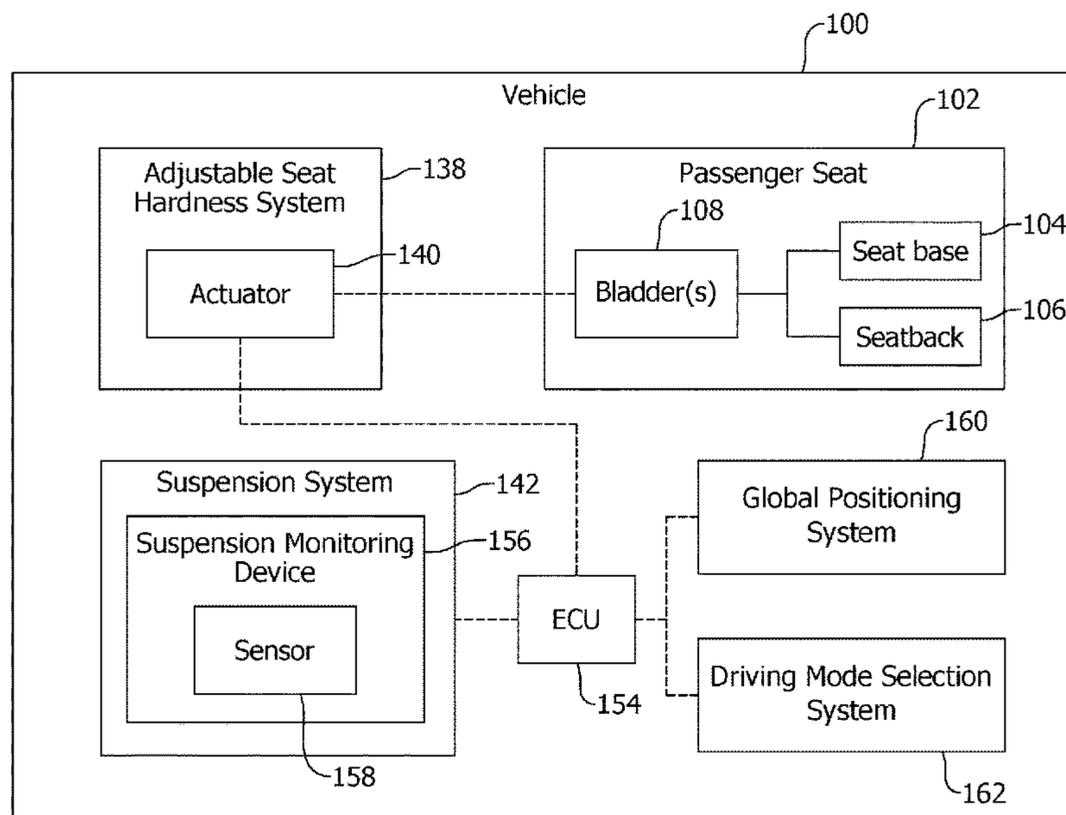 100
Vehicle
102
Adjustable Seat
Hardness System
138
Passenger Seat
108
104
140
Actuator
Bladder(s)
Seat base
106
Seatback
160
Suspension System
142
Global Positioning
System
Suspension Monitoring
Device
156
ECU
Sensor
154
Driving Mode Selection
System
158
162